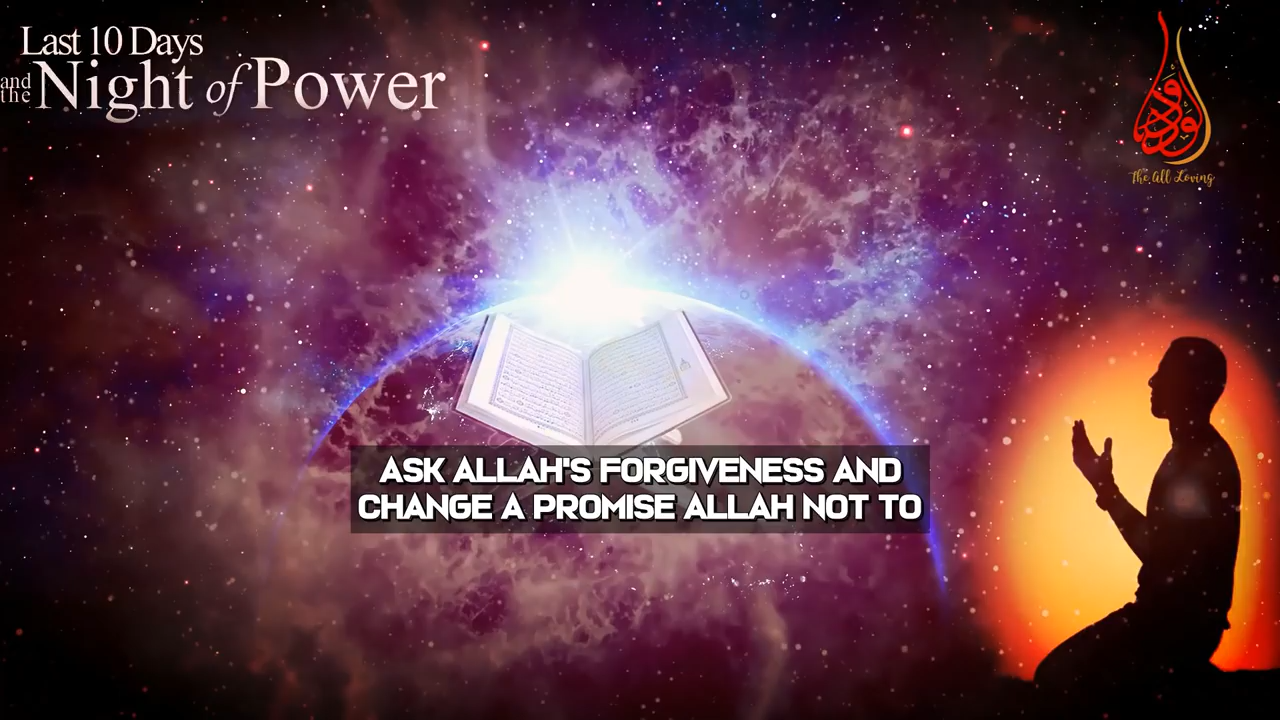 Last 10 Days
and the Night of Power
ودود
The All Loving
ASK ALLAH'S FORGIVENESS AND
CHANGE A PROMISE ALLAH NOT TO